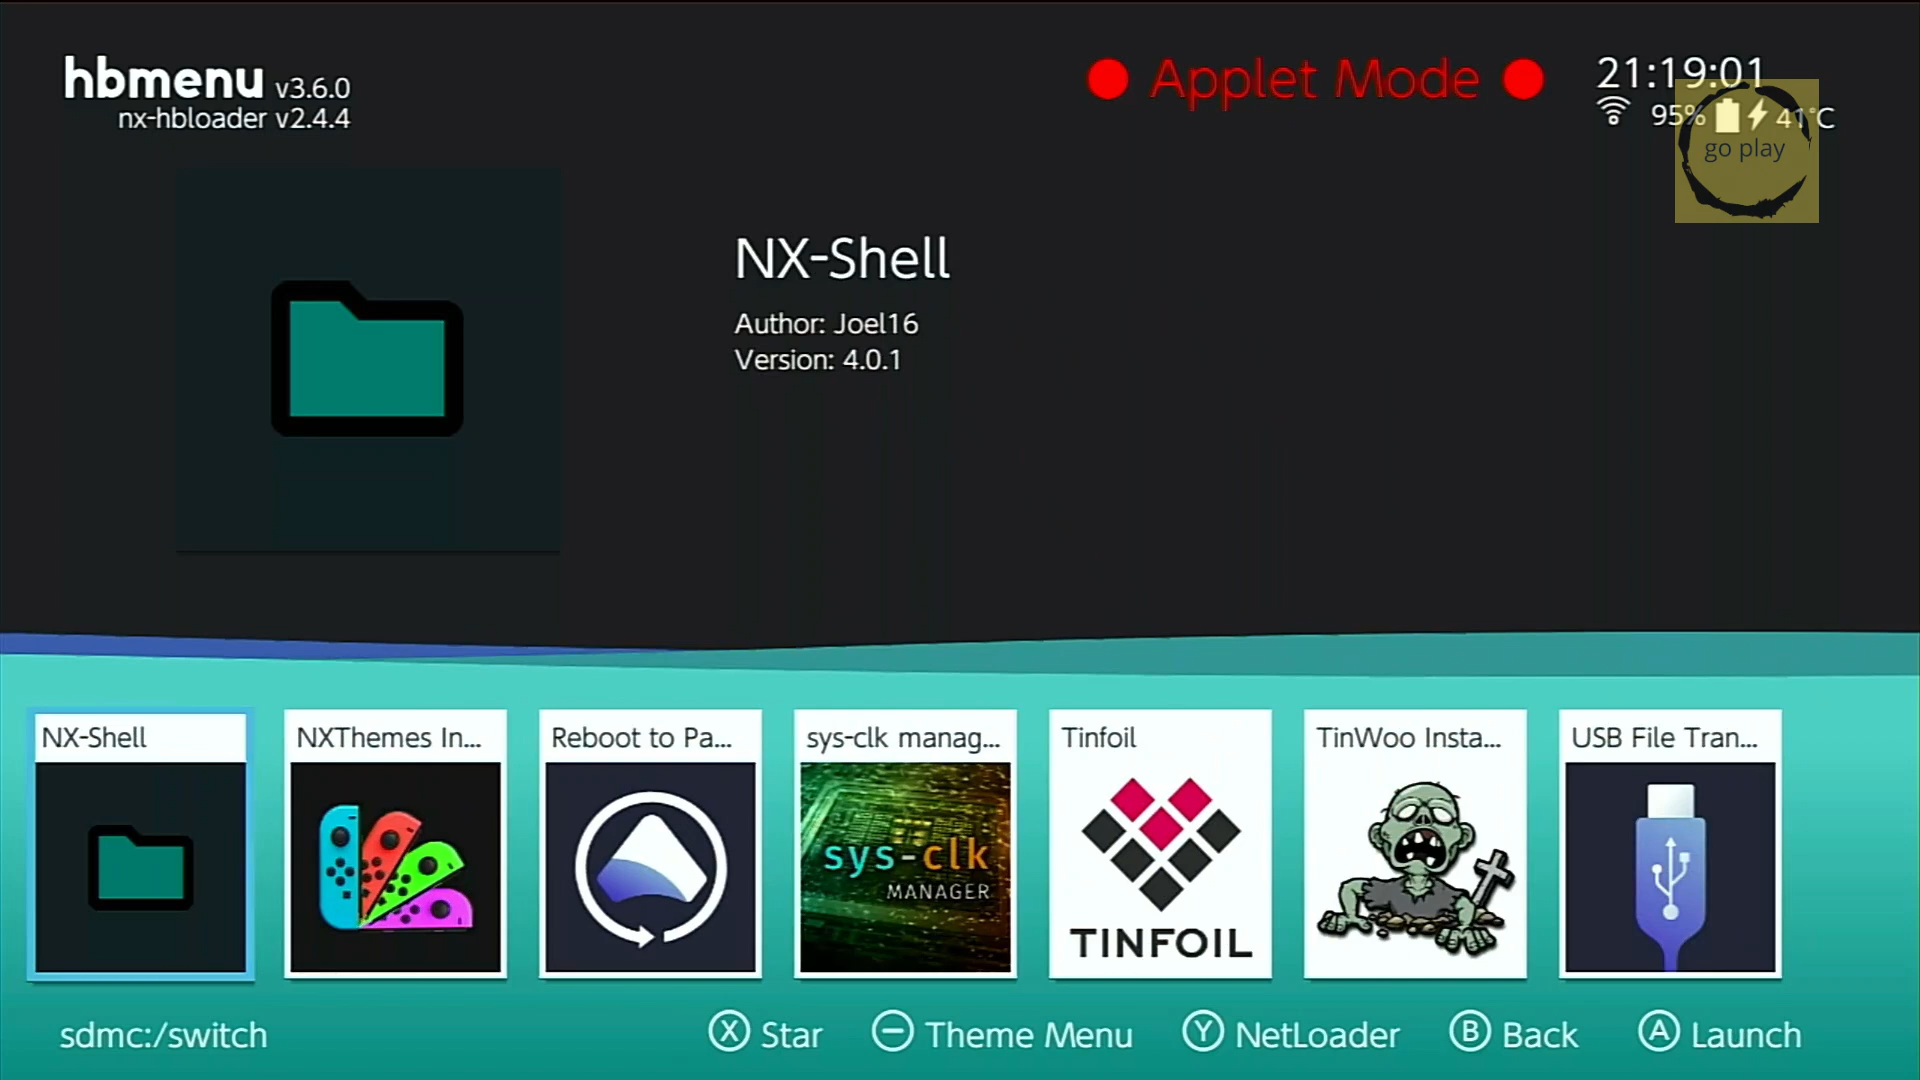 hbmenu v3.6.0
nx-hbloader v2.4.4
Applet Mode
21:19:01
95% 41°C
go play
NX-Shell
Author: Joel16
Version: 4.0.1
NX-Shell
NXThemes In...
Reboot to Pa...
sys-clk manag...
sys-clk
MANAGER
Tinfoil
TINFOIL
TinWoo Insta...
USB File Tran...
sdmc:/switch
X Star
Theme Menu
Y NetLoader
B Back
A Launch